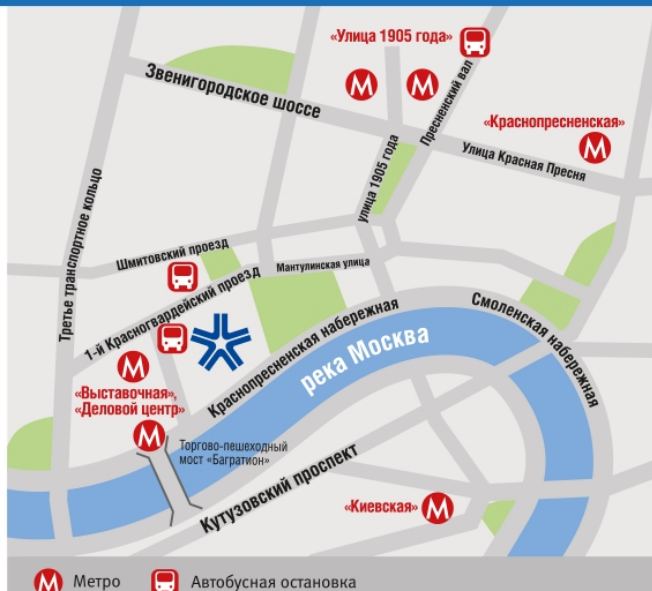 «Улица 1905 года»
Звенигородское шоссе
М
М
Пресненский вал
«Краснопресненская»
М
Улица Красная Пресня
улица 1905 года
Третье транспортное кольцо
Шмитовский проезд
Мантулинская улица
1-й Красногвардейский проезд
Краснопресненская набережная
Смоленская набережная
река Москва
М
«Выставочная»,
«Деловой центр»
М
Торгово-пешеходный
мост «Багратион»
Кутузовский проспект
«Киевская»
М
М Метро
Автобусная остановка